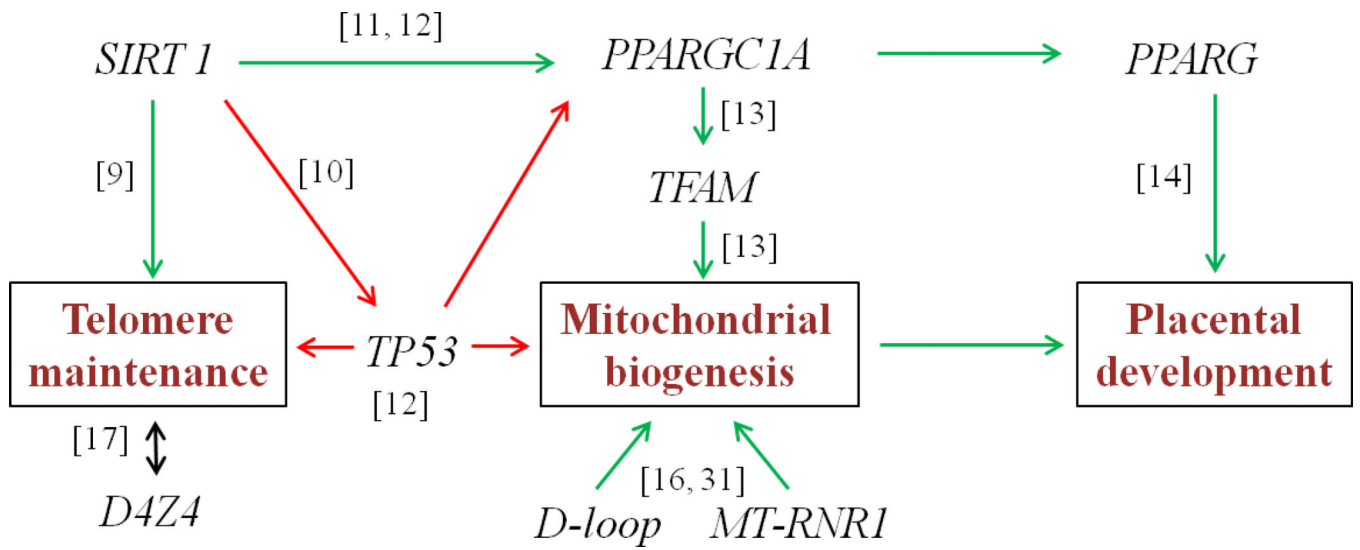 [11, 12]
SIRT 1
PPARGC1A
PPARG
[13]
[9]
[10]
TFAM
[14]
[13]
Telomere
maintenance
TP53
[12]
Mitochondrial
biogenesis
Placental
development
[17]
D4Z4
[16, 31]
D-loop
MT-RNR1